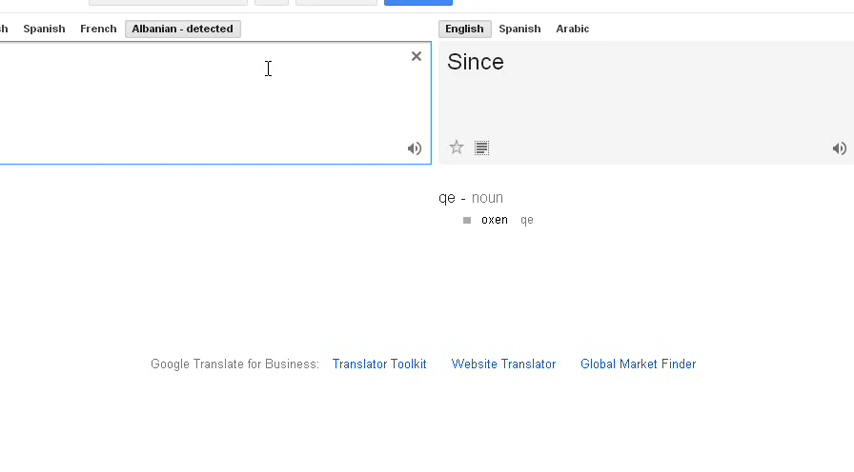 Spanish French Albanian - detected English Spanish Arabic
Since
qe - noun
oxen qe
Google Translate for Business: Translator Toolkit Website Translator Global Market Finder